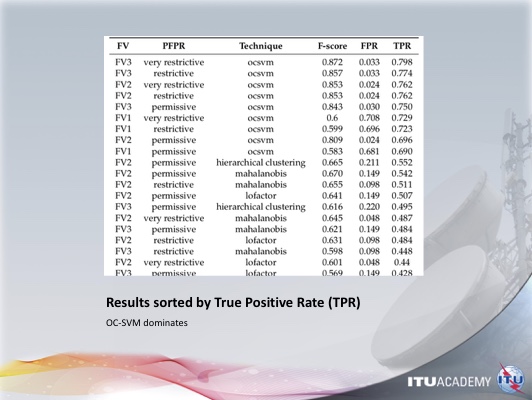 FV PFPR Technique F-score FPR TPR
FV3 very restrictive ocsvm 0.872 0.033 0.798
FV3 restrictive ocsvm 0.857 0.033 0.774
FV2 very restrictive ocsvm 0.853 0.024 0.762
FV2 restrictive ocsvm 0.853 0.024 0.762
FV3 permissive ocsvm 0.843 0.030 0.750
FV1 very restrictive ocsvm 0.6 0.708 0.729
FV1 restrictive ocsvm 0.599 0.696 0.723
FV2 permissive ocsvm 0.809 0.024 0.696
FV1 permissive ocsvm 0.583 0.681 0.690
FV2 permissive hierarchical clustering 0.665 0.211 0.552
FV2 permissive mahalanobis 0.670 0.149 0.542
FV2 restrictive mahalanobis 0.655 0.098 0.511
FV2 permissive lofactor 0.641 0.149 0.507
FV3 permissive hierarchical clustering 0.616 0.220 0.495
FV2 very restrictive mahalanobis 0.645 0.048 0.487
FV3 permissive mahalanobis 0.621 0.149 0.484
FV2 restrictive lofactor 0.631 0.098 0.484
FV3 restrictive mahalanobis 0.598 0.098 0.448
FV2 very restrictive lofactor 0.601 0.048 0.44
FV3 permissive lofactor 0.569 0.149 0.428
Results sorted by True Positive Rate (TPR)
OC-SVM dominates
ITUACADEMY ITU